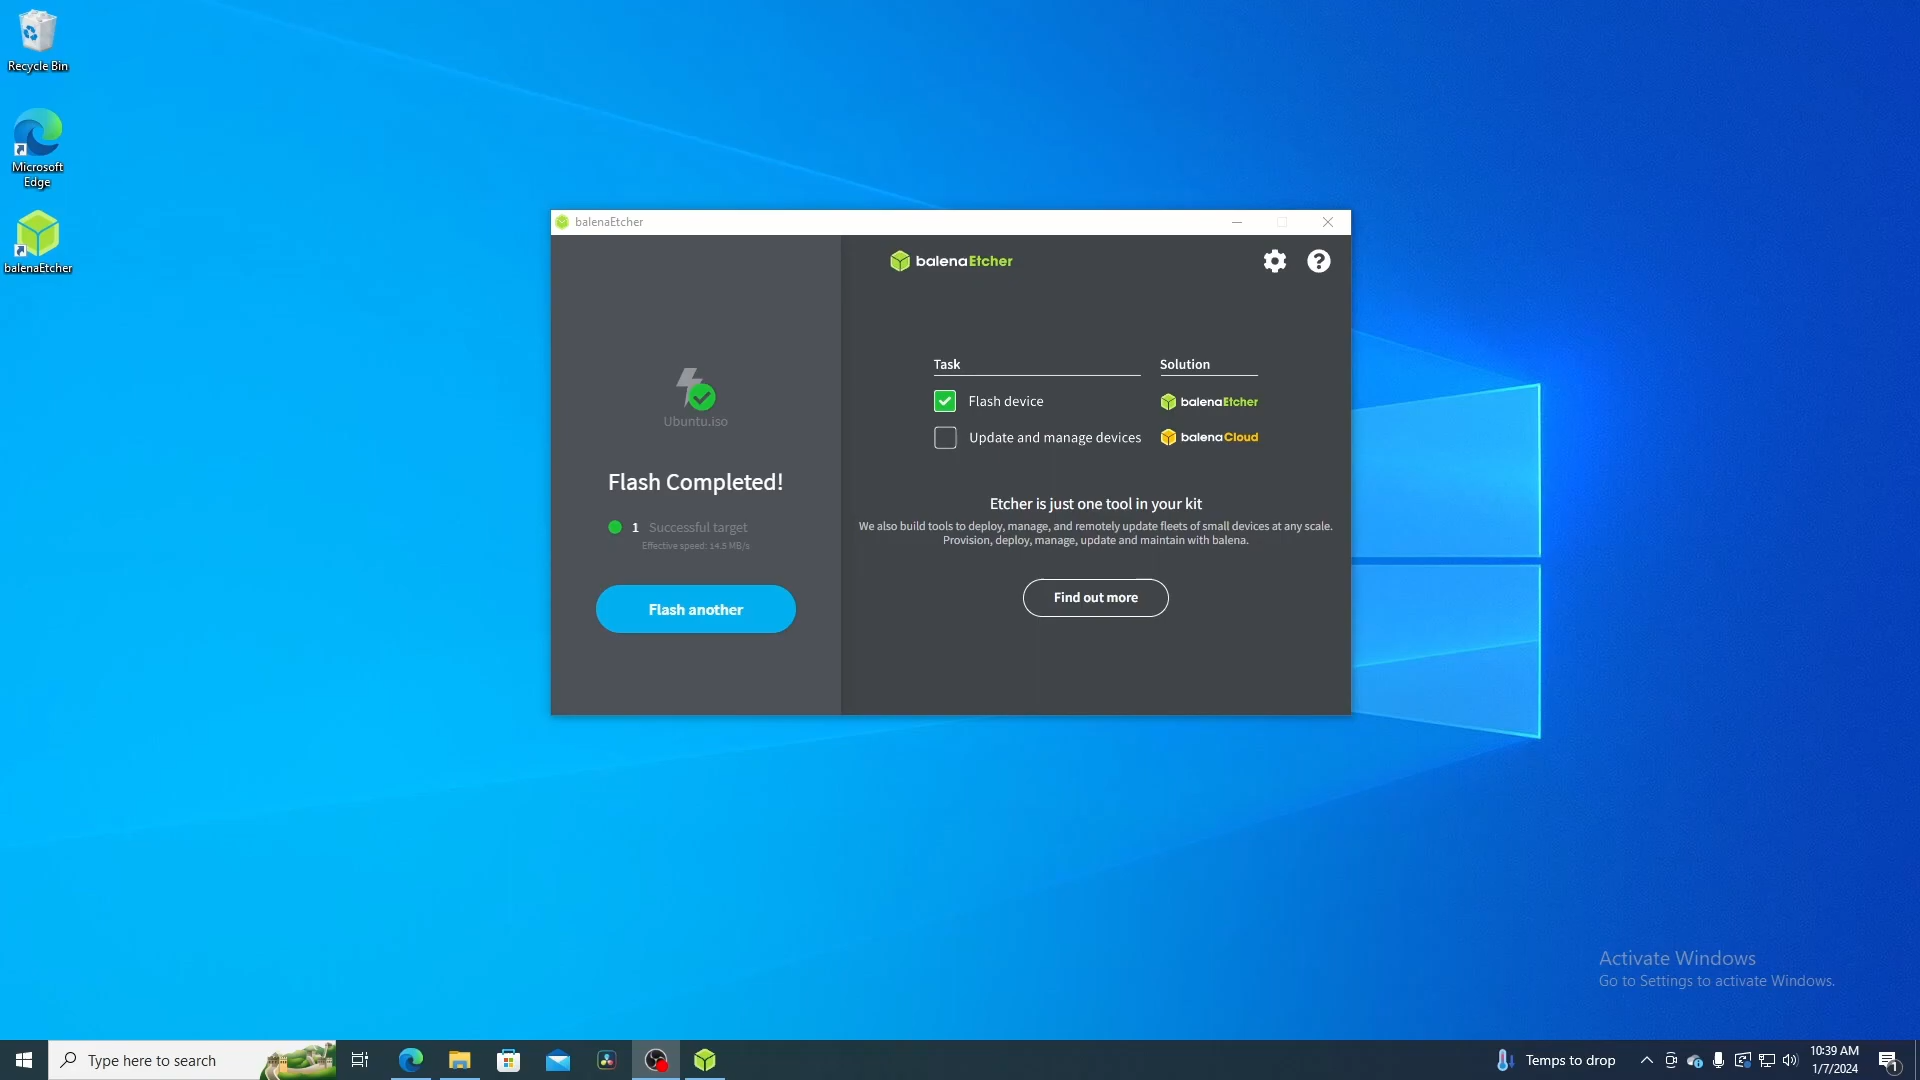 Recycle Bin
Microsoft
Edge
balenaEtcher
balenaEtcher
balenaEtcher
Ubuntu.iso
Flash Completed!
1 Successful target
Effective speed: 14.5 MB/s
Flash another
Task Solution
Flash device balenaEtcher
Update and manage devices balenaCloud
Etcher is just one tool in your kit
We also build tools to deploy, manage, and remotely update fleets of small devices at any scale.
Provision, deploy, manage, update and maintain with balena.
Find out more
Activate Windows
Go to Settings to activate Windows.
Type here to search
Temps to drop
10:39 AM
1/7/2024
1